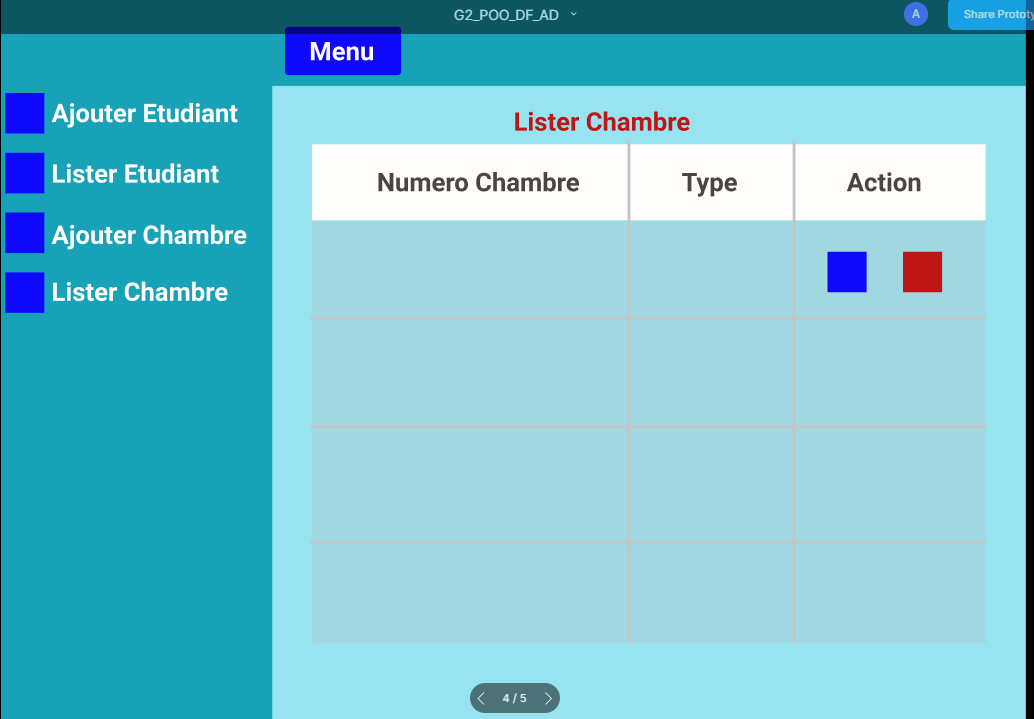 G2_POO_DF_AD
A
Share Prototy
Menu
Ajouter Etudiant
Lister Etudiant
Ajouter Chambre
Lister Chambre
Lister Chambre
Numero Chambre Type Action
4 / 5